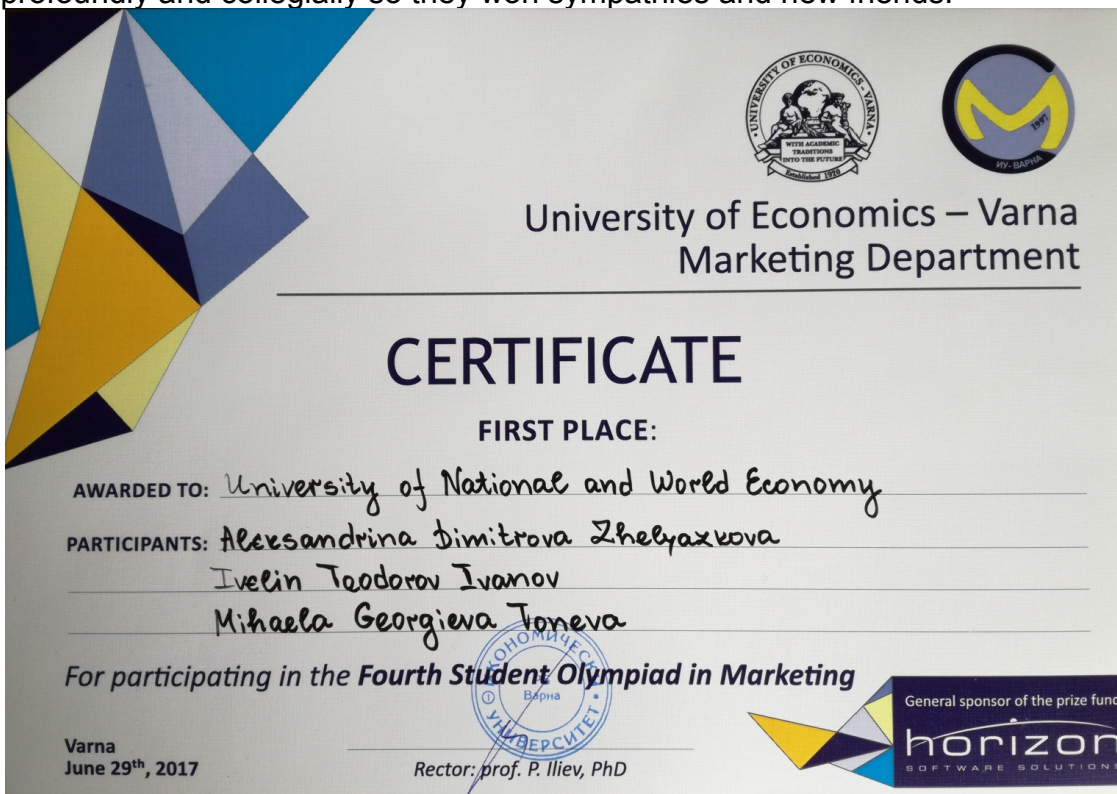 profoundly and collegially so they won sympathies and new friends.
UNIVERSITY OF ECONOMICS - VARNA
WITH ACADEMIC
TRADITIONS
INTO THE FUTURE
Established 1920
1997
ИУ-ВАРНА
University of Economics – Varna
Marketing Department
CERTIFICATE
FIRST PLACE:
AWARDED TO: University of National and World Economy
PARTICIPANTS: Aleksandrina Dimitrova Zhelyazkova
Ivelin Teodorov Ivanov
Mihaela Georgieva Toneva
ИКОНОМИЧЕСКИ
УНИВЕРСИТЕТ
Варна
For participating in the Fourth Student Olympiad in Marketing
General sponsor of the prize fund
horizon
SOFTWARE SOLUTIONS
Varna
June 29th, 2017
Rector: prof. P. Iliev, PhD